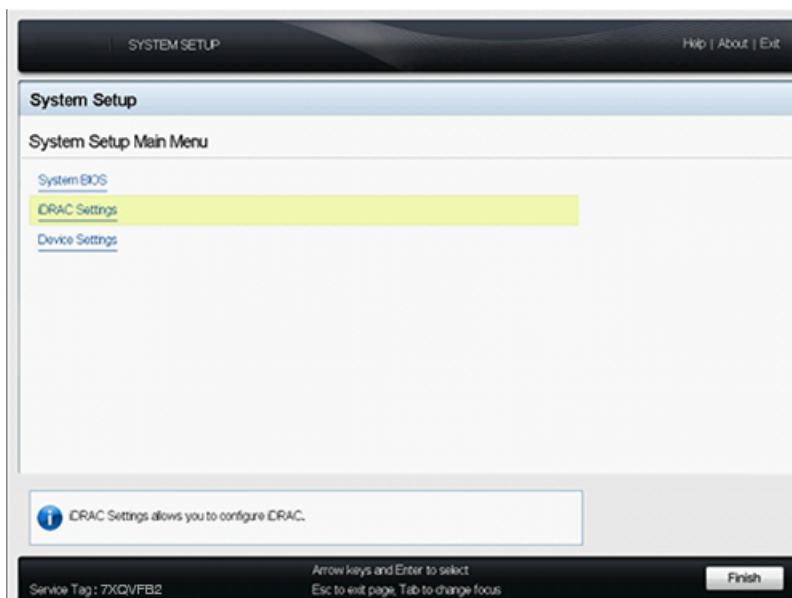 SYSTEM SETUP
Help | About | Exit
System Setup
System Setup Main Menu
System BIOS
iDRAC Settings
Device Settings
iDRAC Settings allows you to configure iDRAC.
Arrow keys and Enter to select
Service Tag : 7XQVFB2
Esc to exit page, Tab to change focus
Finish